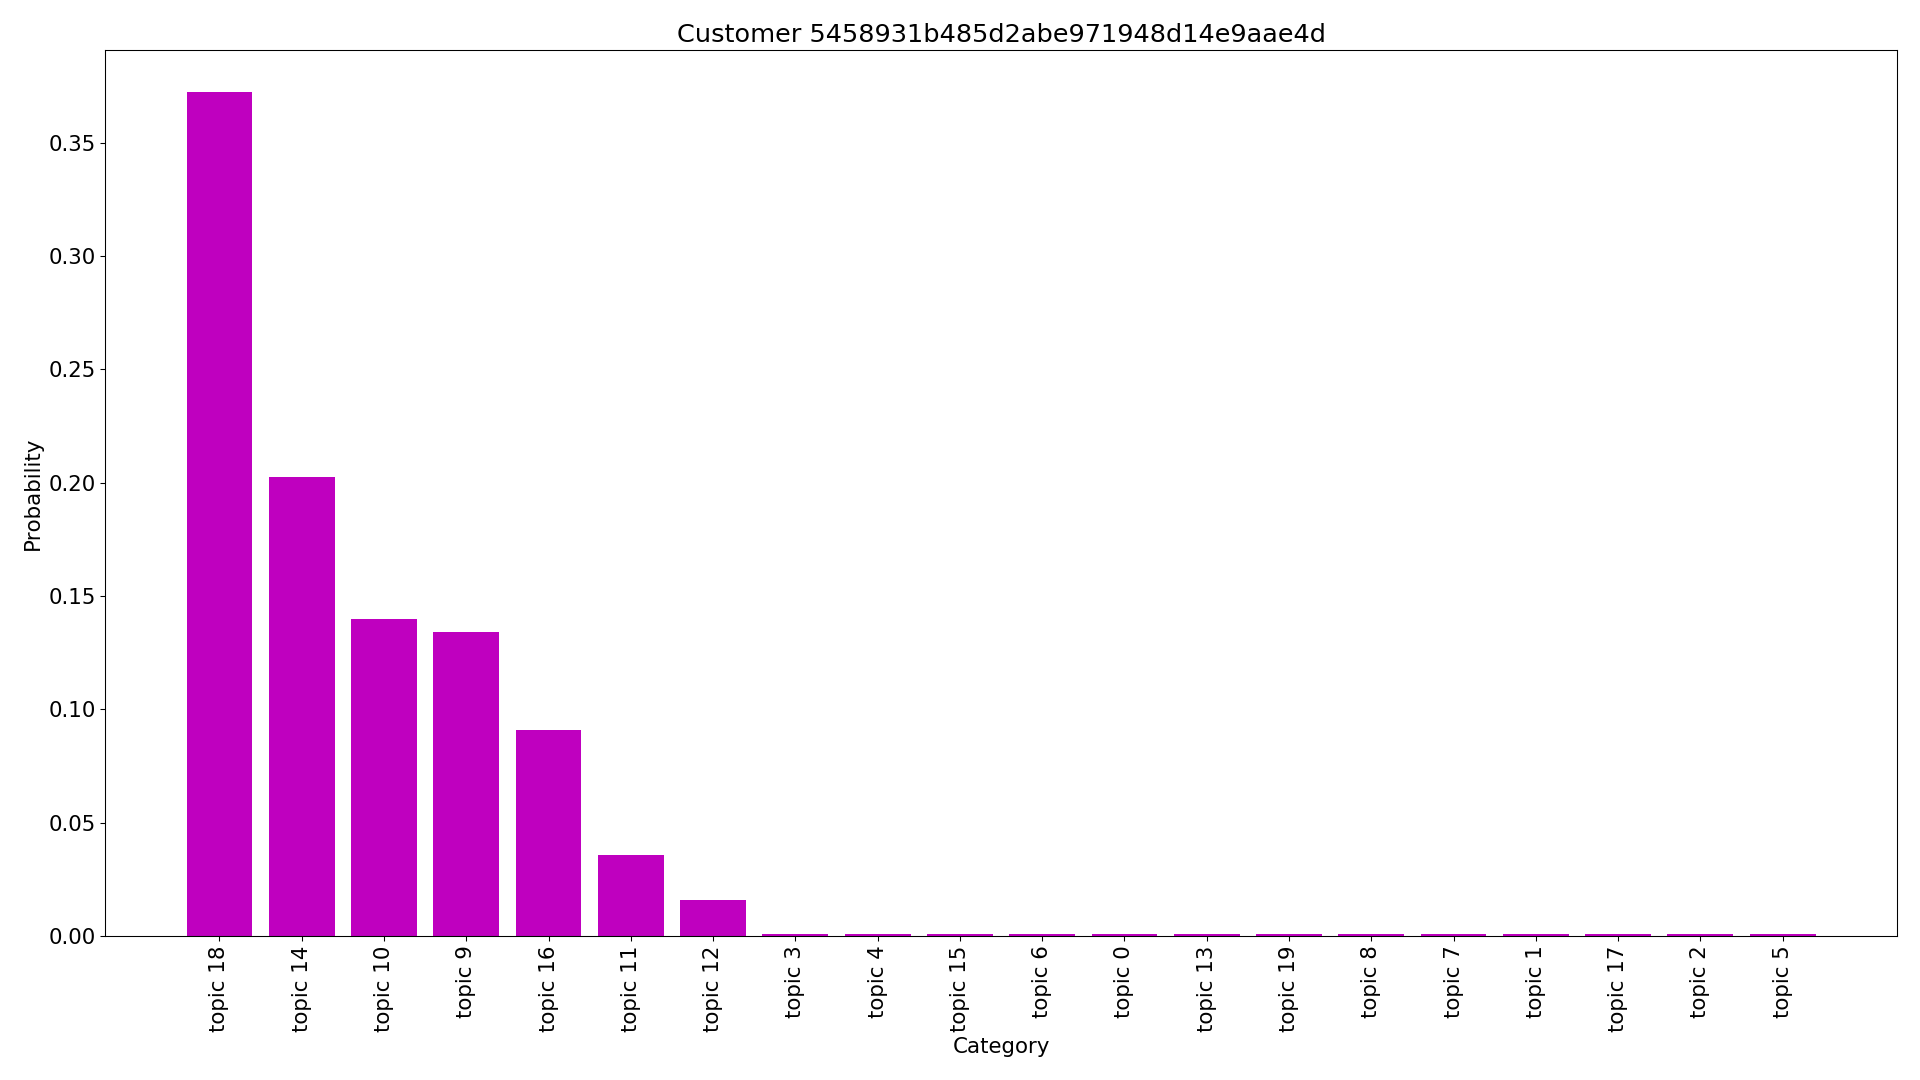 Customer 5458931b485d2abe971948d14e9aae4d
Probability
0.35
0.30
0.25
0.20
0.15
0.10
0.05
0.00
topic 18
topic 14
topic 10
topic 9
topic 16
topic 11
topic 12
topic 3
topic 4
topic 15
topic 6
topic 0
topic 13
topic 19
topic 8
topic 7
topic 1
topic 17
topic 2
topic 5
Category